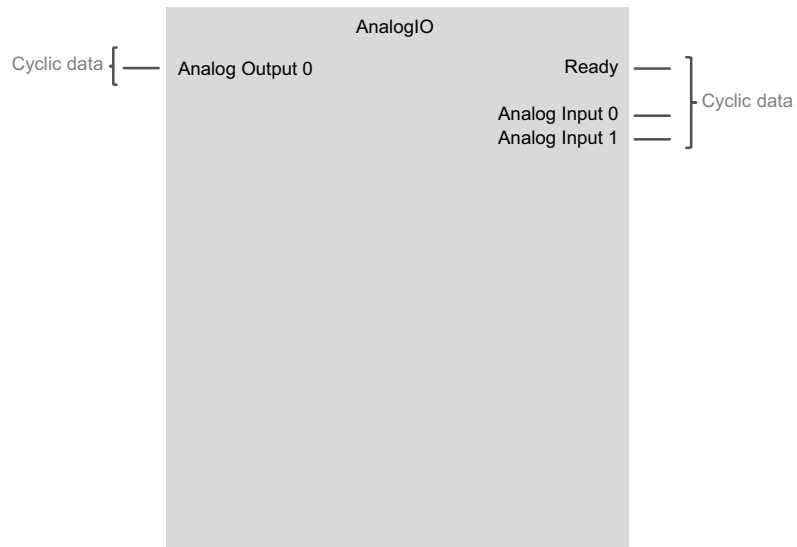 AnalogIO
Cyclic data
Analog Output 0
Ready
Analog Input 0
Analog Input 1
Cyclic data